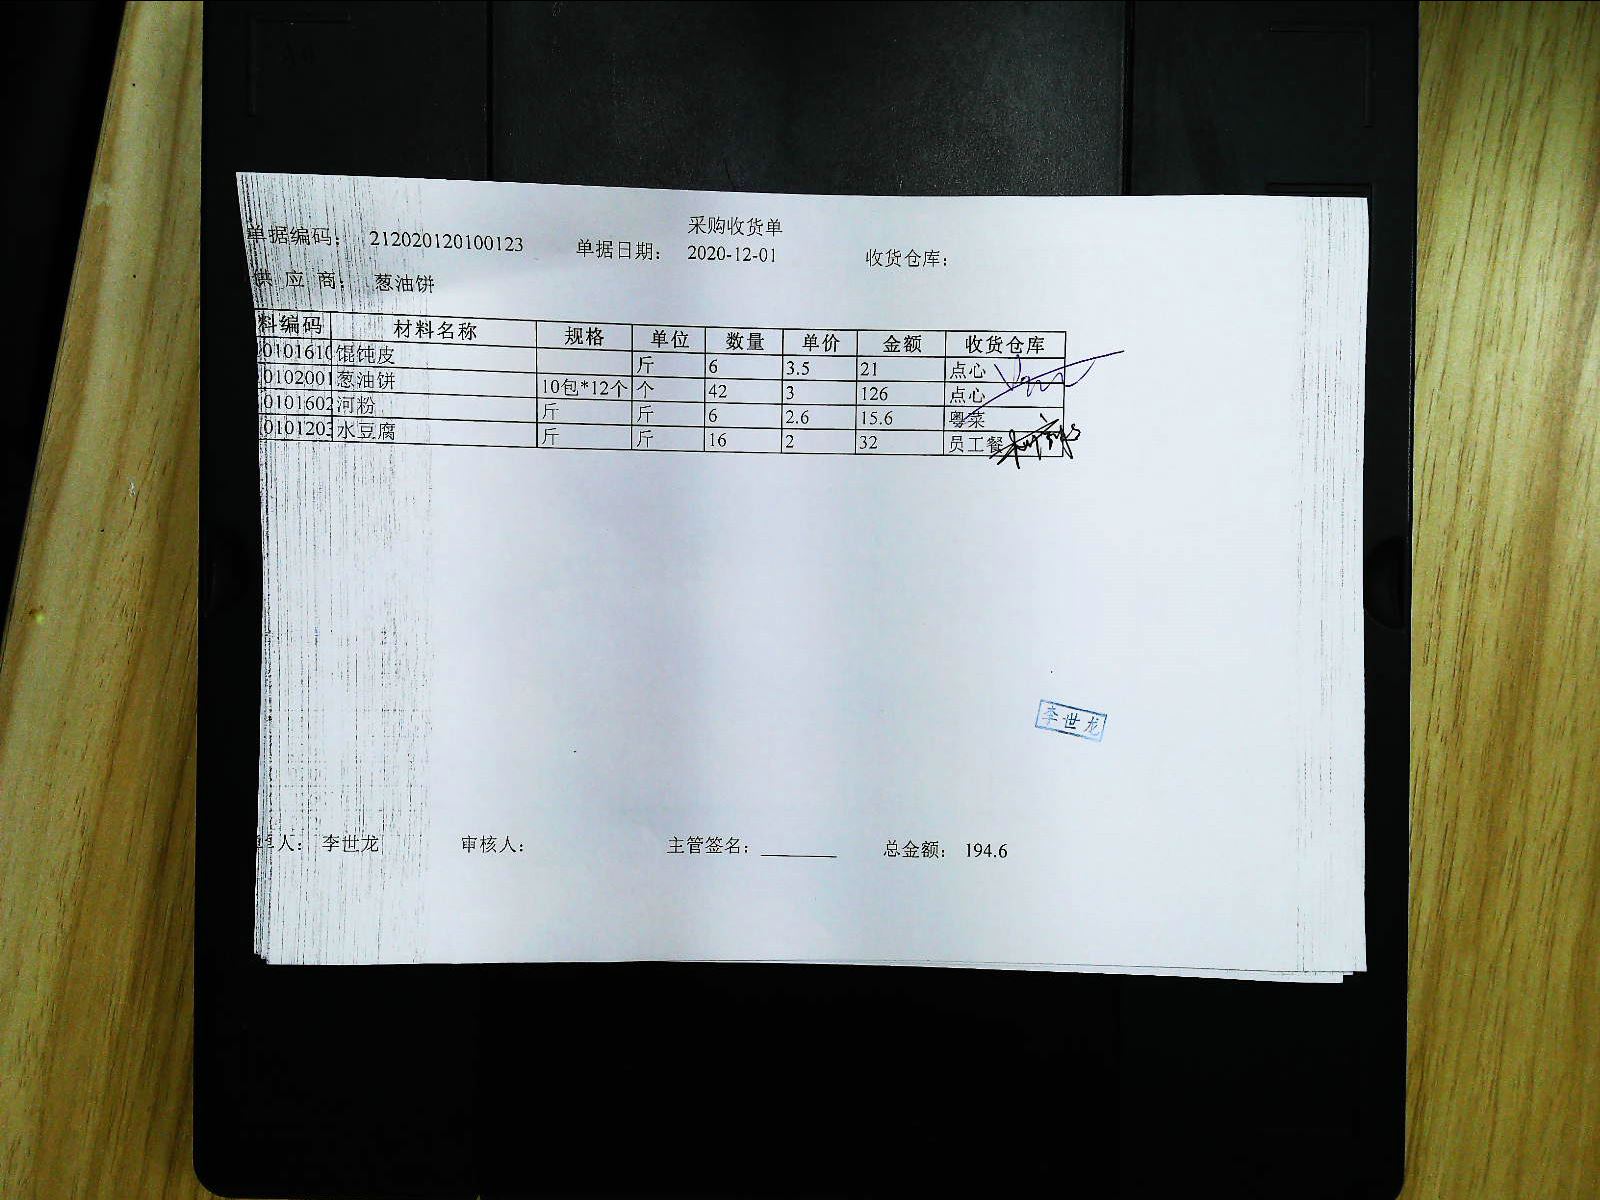 采购收货单
单据编码： 212020120100123 单据日期： 2020-12-01 收货仓库：
供 应 商： 葱油饼
料编码 材料名称 规格 单位 数量 单价 金额 收货仓库
0101610 馄饨皮 斤 6 3.5 21 点心
0102001 葱油饼 10包*12个 个 42 3 126 点心
0101602 河粉 斤 斤 6 2.6 15.6 粤菜
0101203 水豆腐 斤 斤 16 2 32 员工餐
李世龙
单人： 李世龙 审核人： 主管签名： 总金额： 194.6